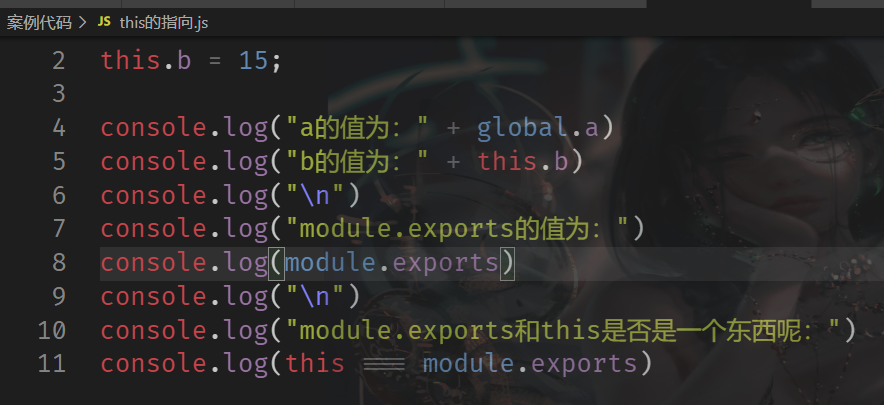 案例代码 > JS this的指向.js
2 this.b = 15;
3
4 console.log("a的值为：" + global.a)
5 console.log("b的值为：" + this.b)
6 console.log("\n")
7 console.log("module.exports的值为：")
8 console.log(module.exports)
9 console.log("\n")
10 console.log("module.exports和this是否是一个东西呢：")
11 console.log(this === module.exports)